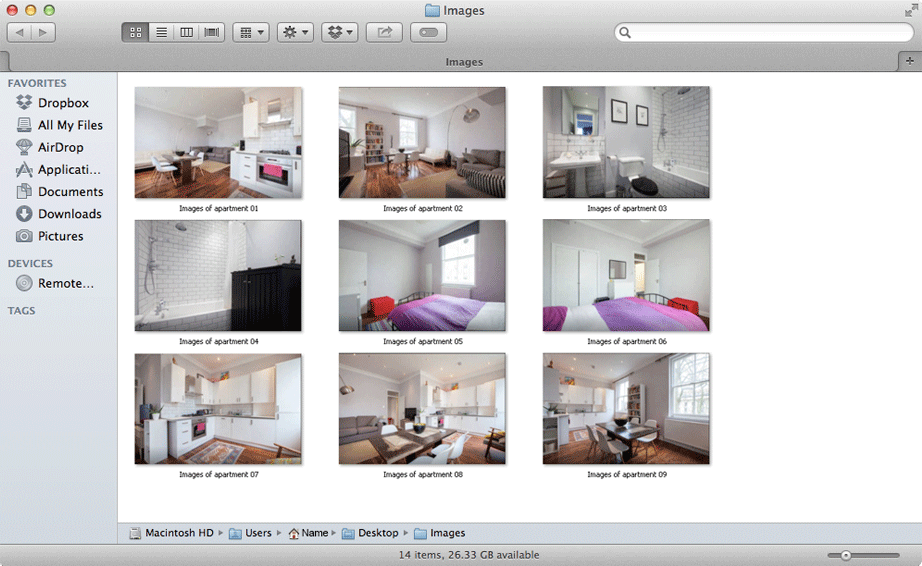 Images
Images
FAVORITES
Dropbox
All My Files
AirDrop
Applicati...
Documents
Downloads
Pictures
DEVICES
Remote...
TAGS
Images of apartment 01
Images of apartment 02
Images of apartment 03
Images of apartment 04
Images of apartment 05
Images of apartment 06
Images of apartment 07
Images of apartment 08
Images of apartment 09
Macintosh HD Users Name Desktop Images
14 items, 26.33 GB available